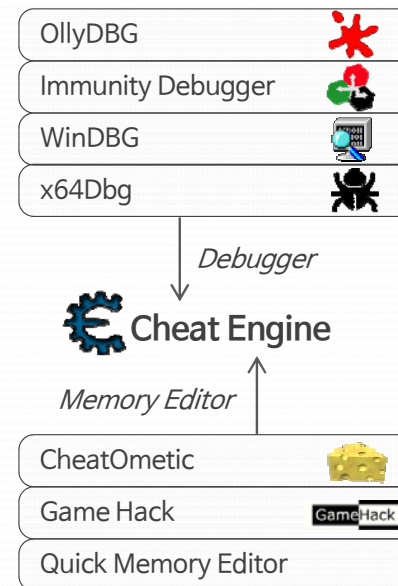 OllyDBG
Immunity Debugger
WinDBG
x64Dbg
Debugger
Cheat Engine
Memory Editor
CheatOmetic
Game Hack
GameHack
Quick Memory Editor